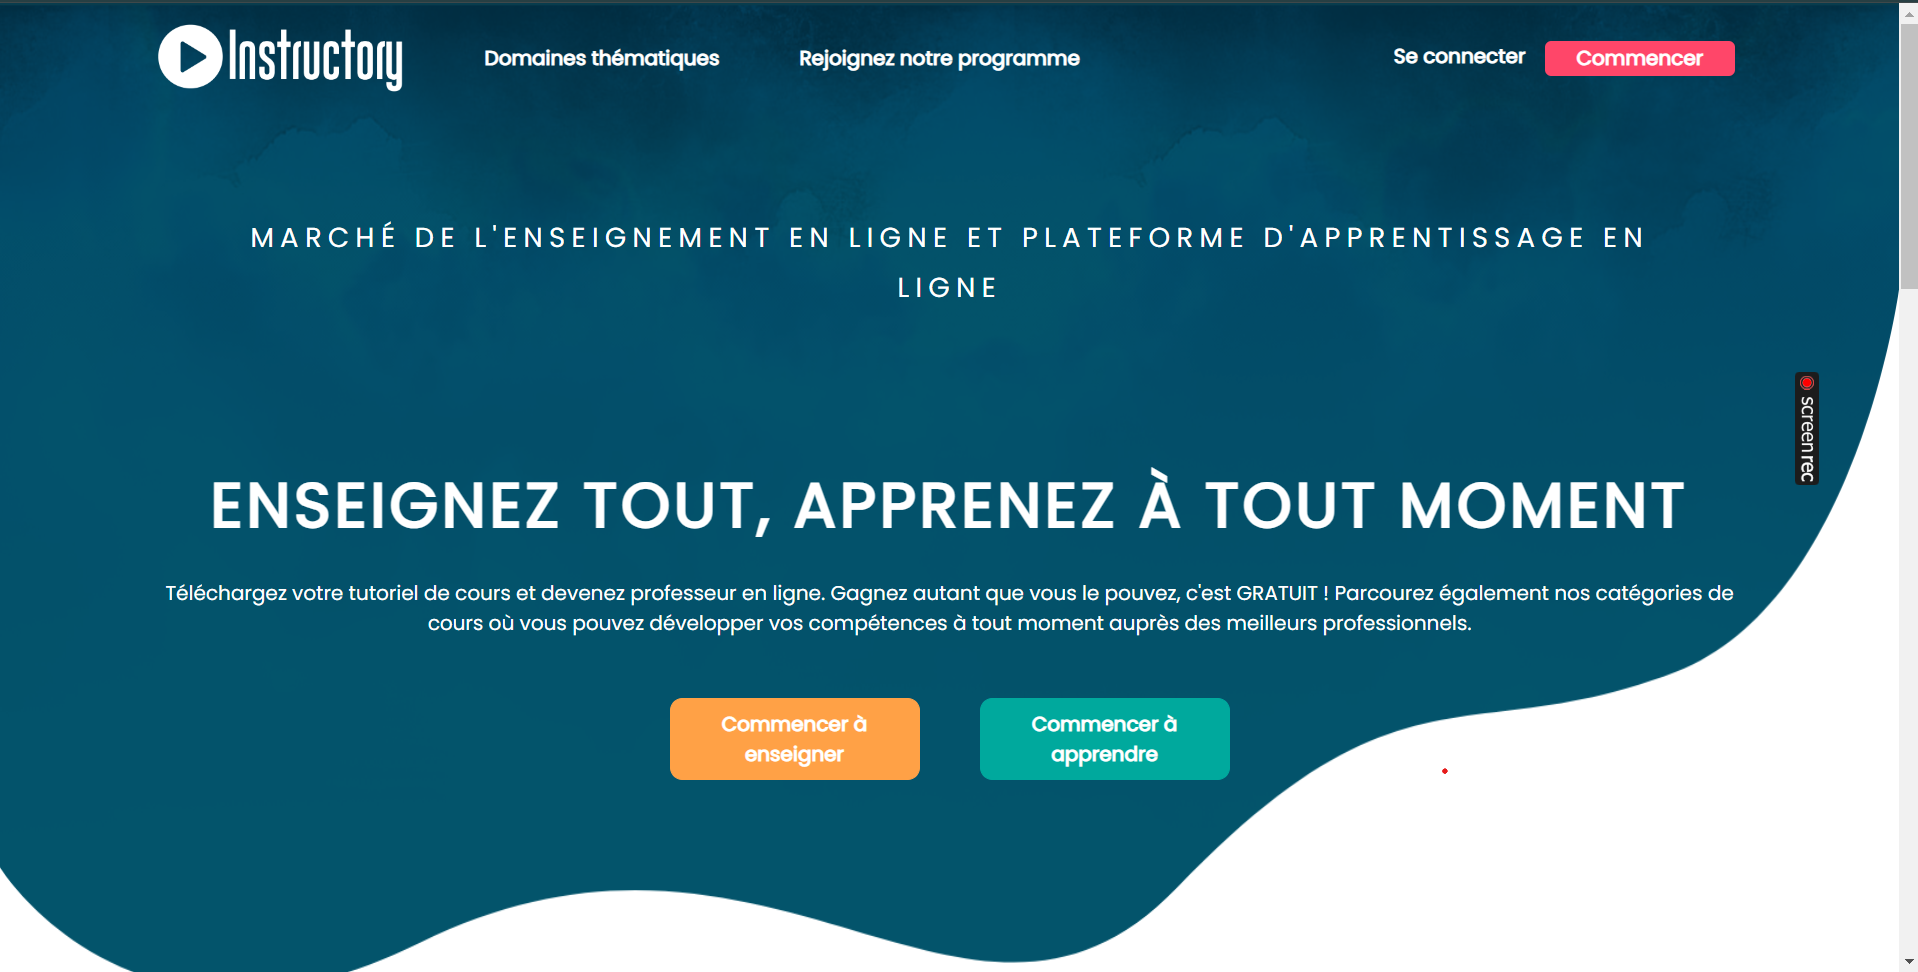 Instructory
Domaines thématiques
Rejoignez notre programme
Se connecter
Commencer
MARCHÉ DE L'ENSEIGNEMENT EN LIGNE ET PLATEFORME D'APPRENTISSAGE EN
LIGNE
ENSEIGNEZ TOUT, APPRENEZ À TOUT MOMENT
Téléchargez votre tutoriel de cours et devenez professeur en ligne. Gagnez autant que vous le pouvez, c'est GRATUIT ! Parcourez également nos catégories de
cours où vous pouvez développer vos compétences à tout moment auprès des meilleurs professionnels.
Commencer à
enseigner
Commencer à
apprendre
screenrec